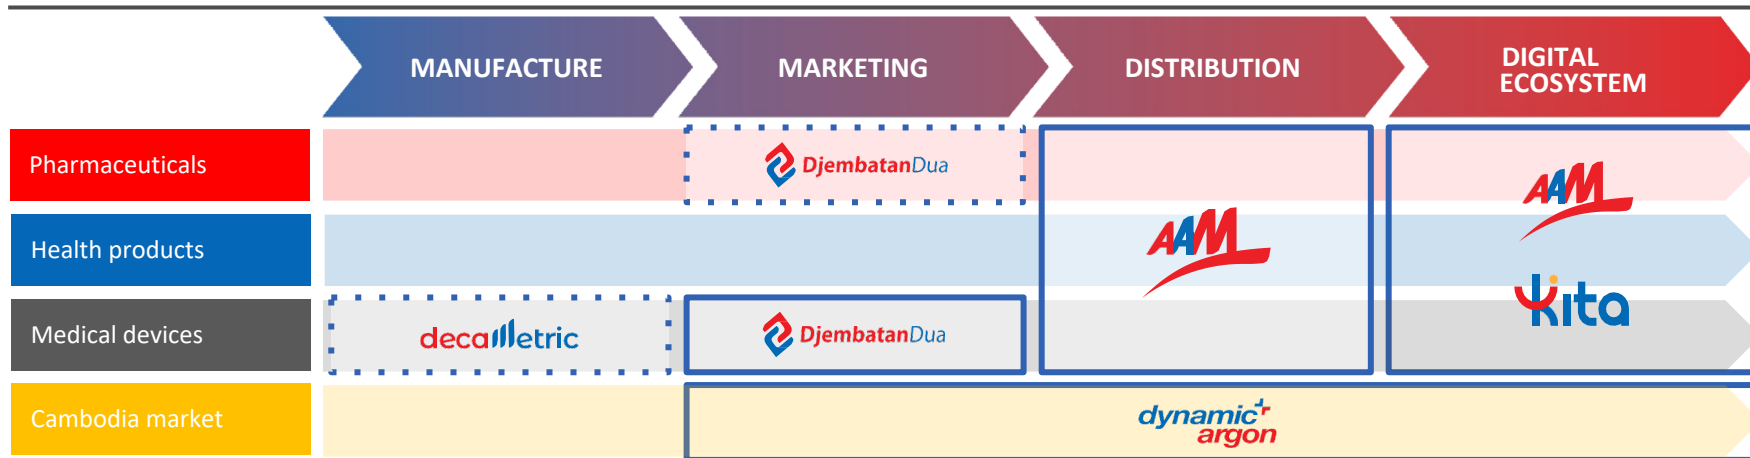 MANUFACTURE
MARKETING
DISTRIBUTION
DIGITAL
ECOSYSTEM
Pharmaceuticals
DjembatanDua
AAM
Health products
AAM
Medical devices
decaMetric
DjembatanDua
kita
Cambodia market
dynamic
argon